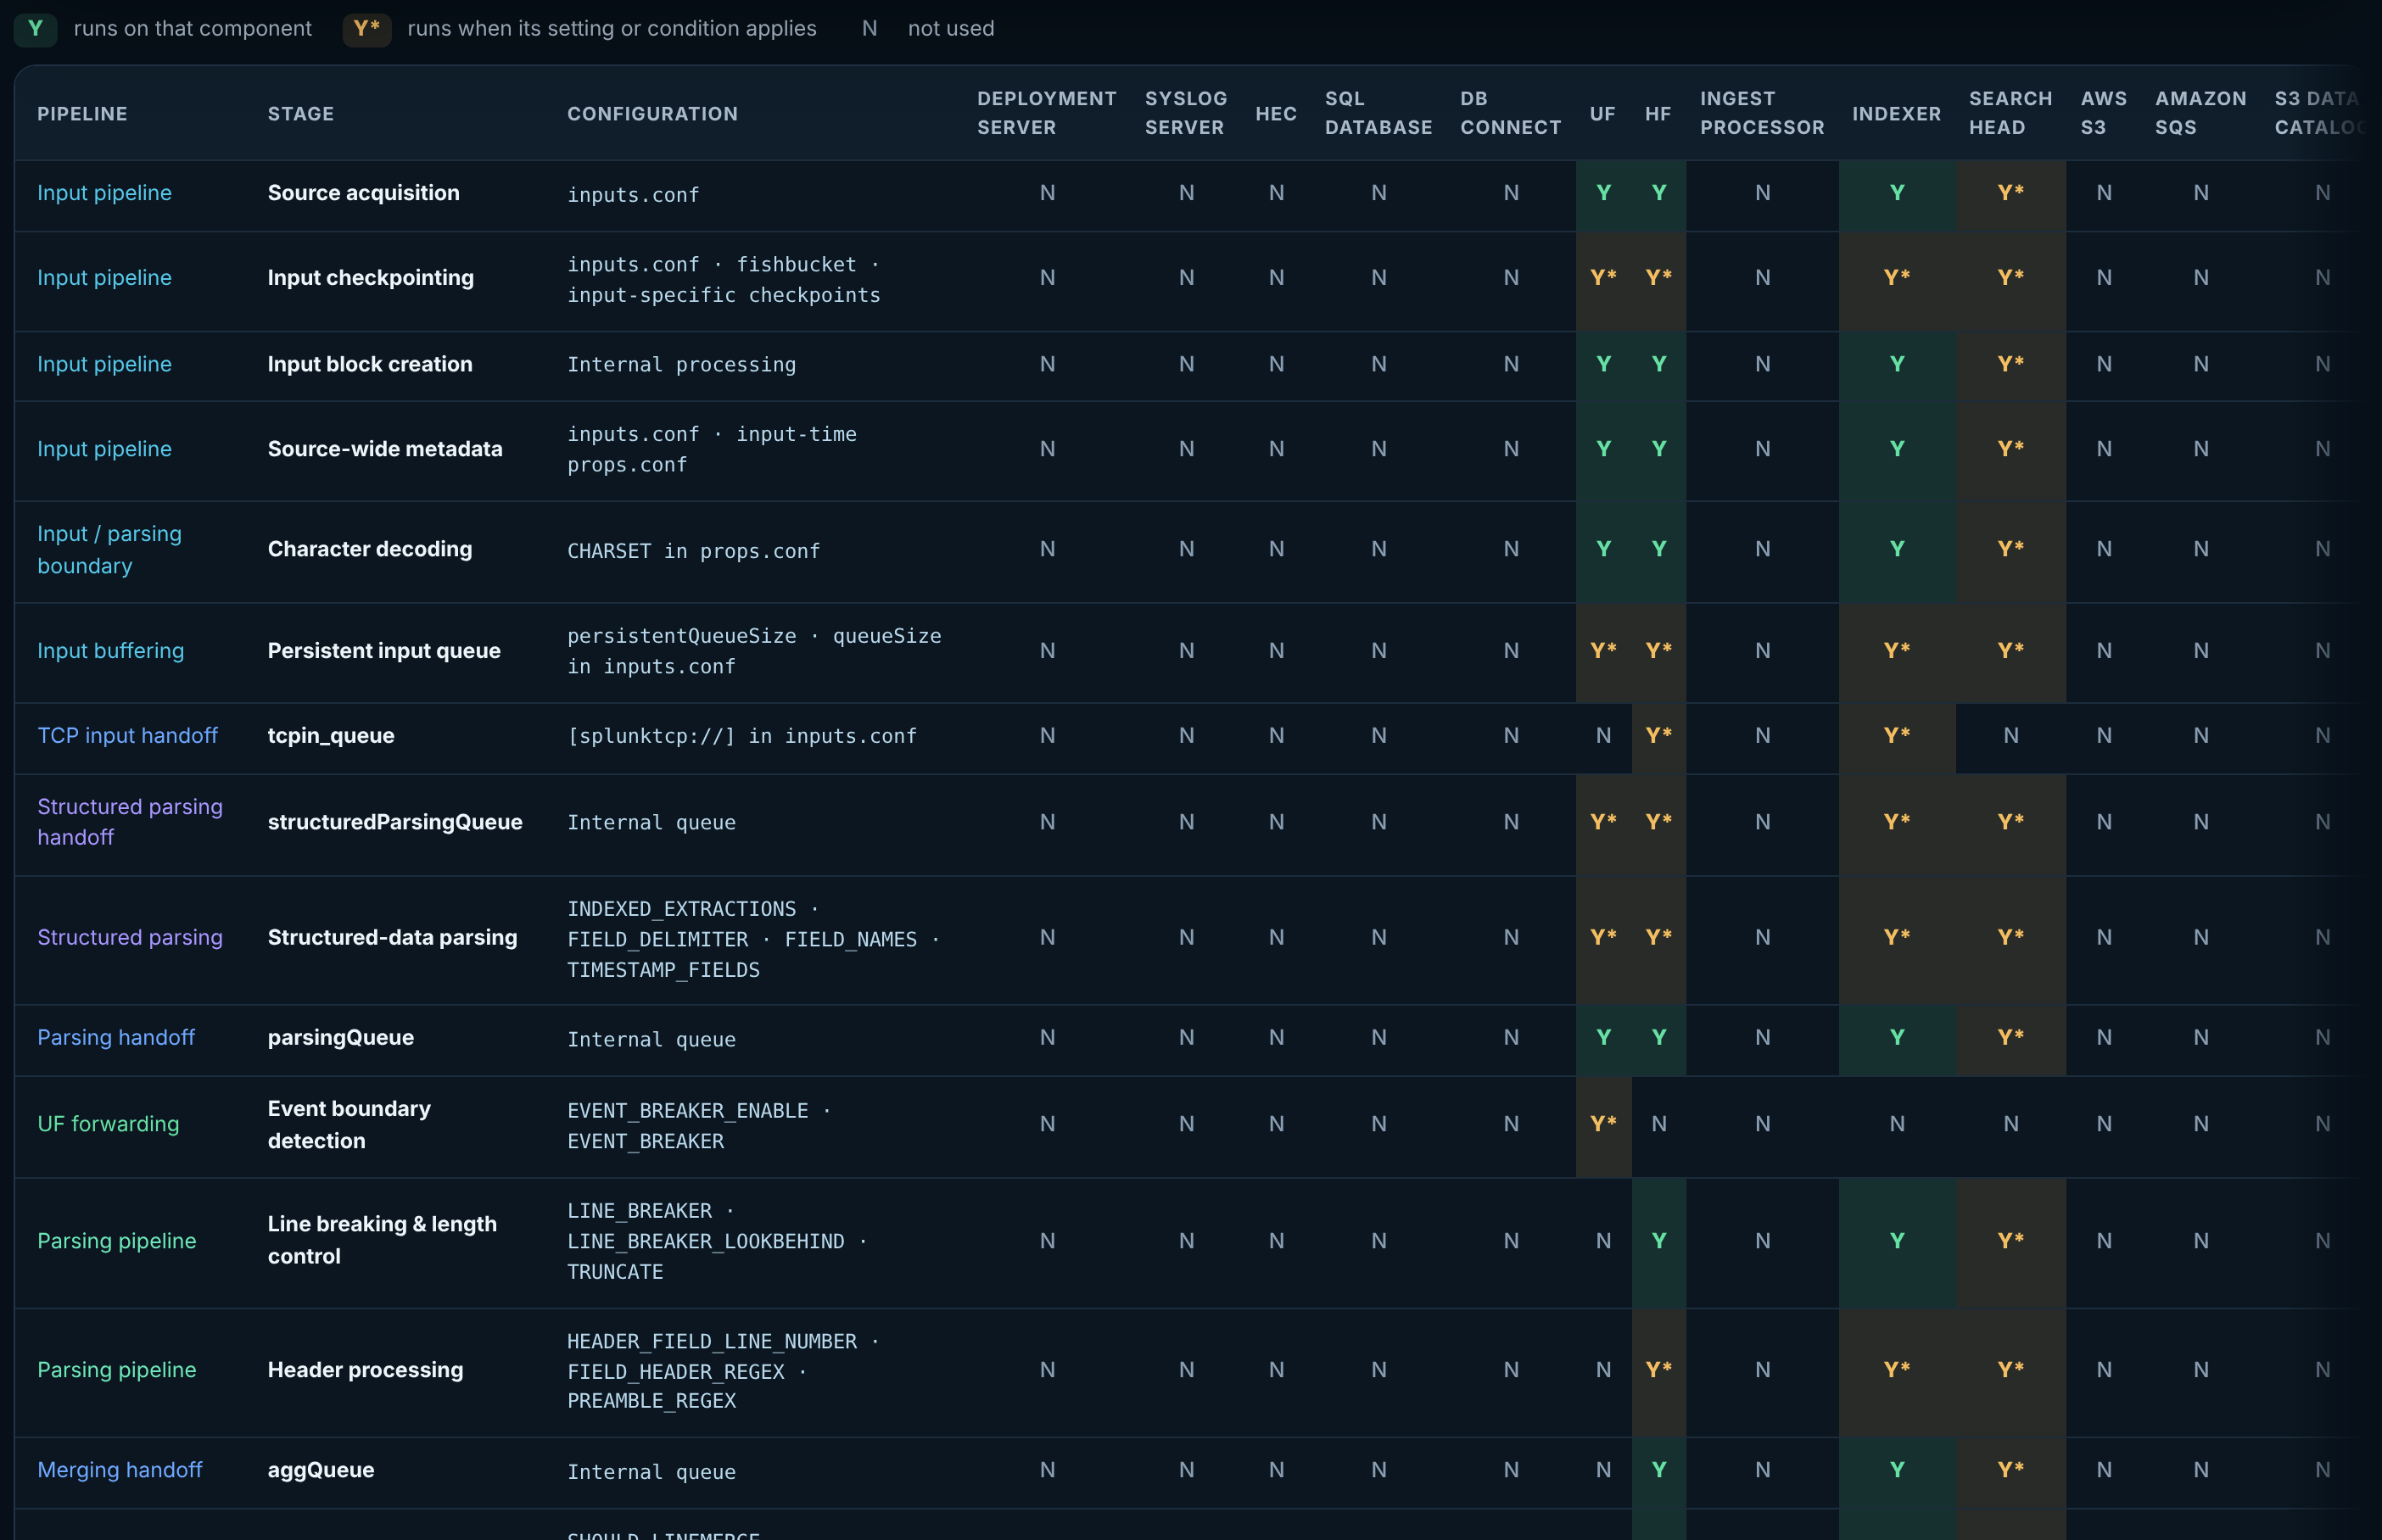 Y runs on that component Y* runs when its setting or condition applies N not used
PIPELINE STAGE CONFIGURATION DEPLOYMENT SERVER SYSLOG SERVER HEC SQL DATABASE DB CONNECT UF HF INGEST PROCESSOR INDEXER SEARCH HEAD AWS S3 AMAZON SQS S3 DATA CATALOG
Input pipeline Source acquisition inputs.conf N N N N N Y Y N Y Y* N N N
Input pipeline Input checkpointing inputs.conf · fishbucket ·
input-specific checkpoints N N N N N Y* Y* N Y* Y* N N N
Input pipeline Input block creation Internal processing N N N N N Y Y N Y Y* N N N
Input pipeline Source-wide metadata inputs.conf · input-time
props.conf N N N N N Y Y N Y Y* N N N
Input / parsing
boundary Character decoding CHARSET in props.conf N N N N N Y Y N Y Y* N N N
Input buffering Persistent input queue persistentQueueSize · queueSize
in inputs.conf N N N N N Y* Y* N Y* Y* N N N
TCP input handoff tcpin_queue [splunktcp://] in inputs.conf N N N N N N Y* N Y* N N N N
Structured parsing
handoff structuredParsingQueue Internal queue N N N N N Y* Y* N Y* Y* N N N
Structured parsing Structured-data parsing INDEXED_EXTRACTIONS ·
FIELD_DELIMITER · FIELD_NAMES ·
TIMESTAMP_FIELDS N N N N N Y* Y* N Y* Y* N N N
Parsing handoff parsingQueue Internal queue N N N N N Y Y N Y Y* N N N
UF forwarding Event boundary
detection EVENT_BREAKER_ENABLE ·
EVENT_BREAKER N N N N N Y* N N N N N N N
Parsing pipeline Line breaking & length
control LINE_BREAKER ·
LINE_BREAKER_LOOKBEHIND ·
TRUNCATE N N N N N N Y N Y Y* N N N
Parsing pipeline Header processing HEADER_FIELD_LINE_NUMBER ·
FIELD_HEADER_REGEX ·
PREAMBLE_REGEX N N N N N N Y* N Y* Y* N N N
Merging handoff aggQueue Internal queue N N N N N N Y N Y Y* N N N